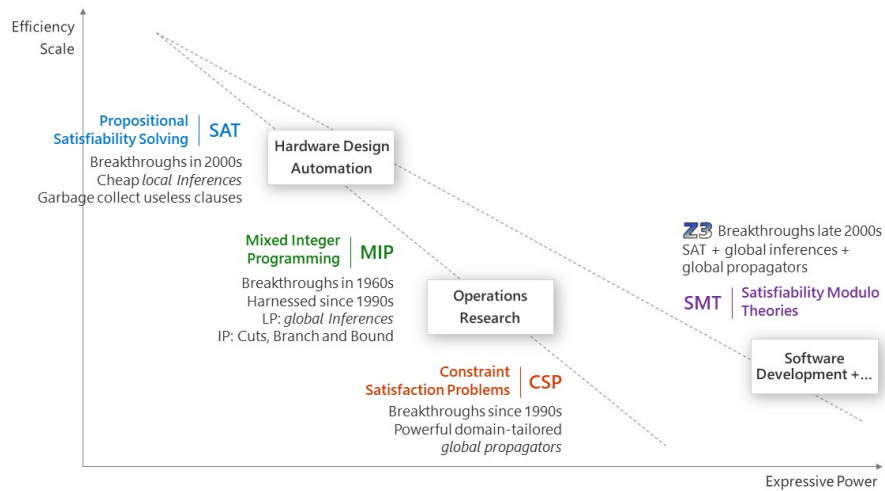 Efficiency
Scale
Propositional
Satisfiability Solving
SAT
Breakthroughs in 2000s
Cheap local Inferences
Garbage collect useless clauses
Hardware Design
Automation
Mixed Integer
Programming
MIP
Breakthroughs in 1960s
Harnessed since 1990s
LP: global Inferences
IP: Cuts, Branch and Bound
Operations
Research
Z3 Breakthroughs late 2000s
SAT + global inferences +
global propagators
SMT
Satisfiability Modulo
Theories
Constraint
Satisfaction Problems
CSP
Breakthroughs since 1990s
Powerful domain-tailored
global propagators
Software
Development +...
Expressive Power